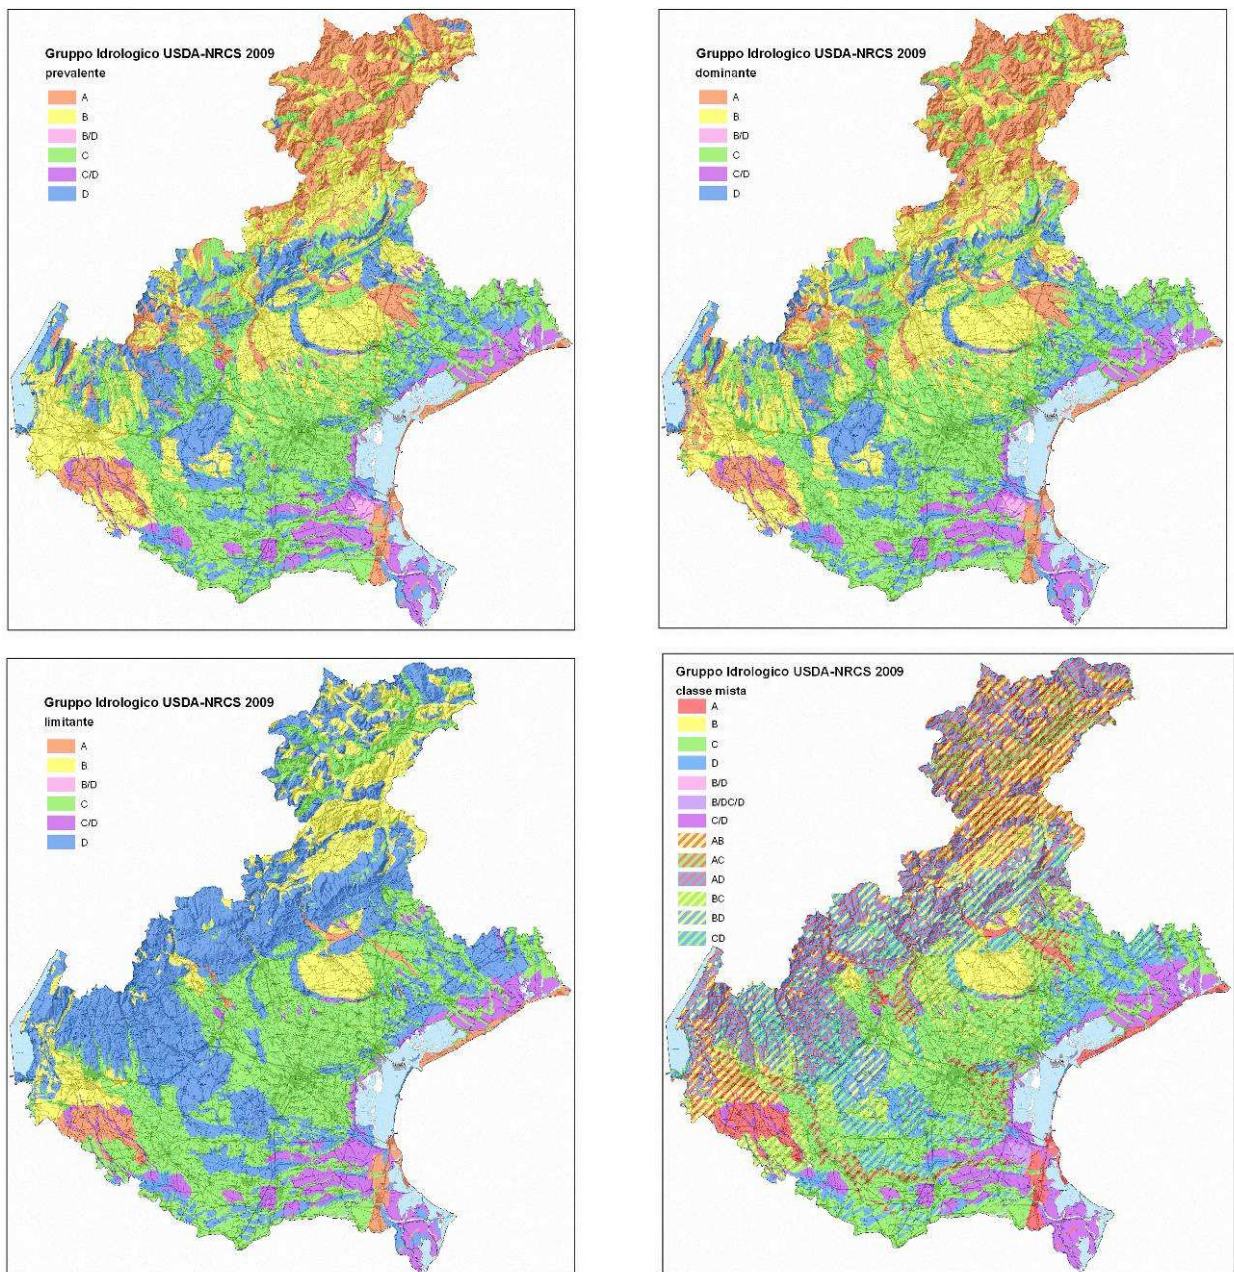 Gruppo Idrologico USDA-NRCS 2009
prevalente
A
B
B/D
C
C/D
D
Gruppo Idrologico USDA-NRCS 2009
dominante
A
B
B/D
C
C/D
D
Gruppo Idrologico USDA-NRCS 2009
limitante
A
B
B/D
C
C/D
D
Gruppo Idrologico USDA-NRCS 2009
classe mista
A
B
C
D
B/D
B/DC/D
C/D
AB
AC
AD
BC
BD
CD